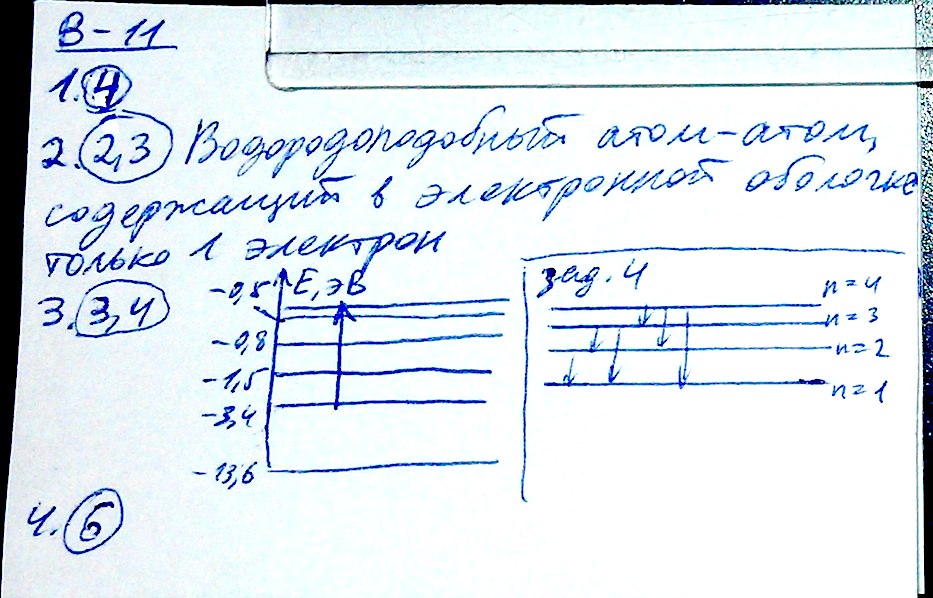 В-11
1. 4
2. 2,3 Водородоподобный атом-атом,
содержащий в электронной оболочке
только 1 электрон
3. 3,4
E, эВ
-0,5
-0,8
-1,5
-3,4
-13,6
зад. 4
n=4
n=3
n=2
n=1
4. 6